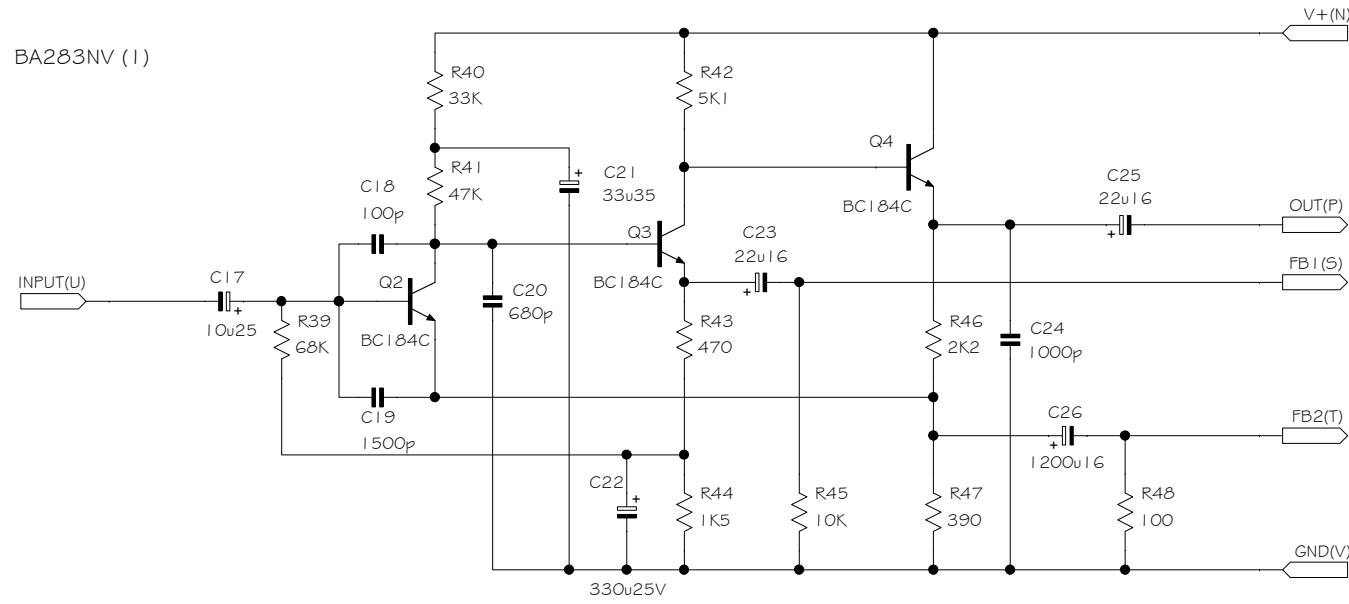 V+(N)
BA283NV (1)
R40
33K
R42
5K1
Q4
R41
47K
C21
33u35
C18
100p
C25
22u16
BC184C
OUT(P)
Q3
C23
22u16
FB1(S)
INPUT(U)
C17
10u25
Q2
BC184C
BC184C
C20
680p
R39
68K
R43
470
R46
2K2
C24
1000p
C19
1500p
C26
1200u16
FB2(T)
C22
R44
1K5
R45
10K
R47
390
R48
100
GND(V)
330u25V